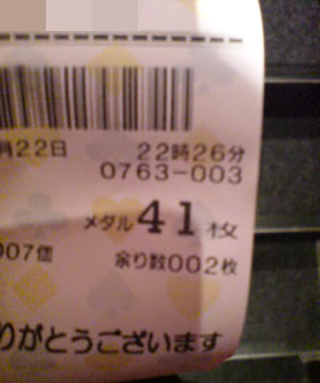 月22日 22時26分
0763-003
メダル41枚
007個 余り数002枚
りがとうございます